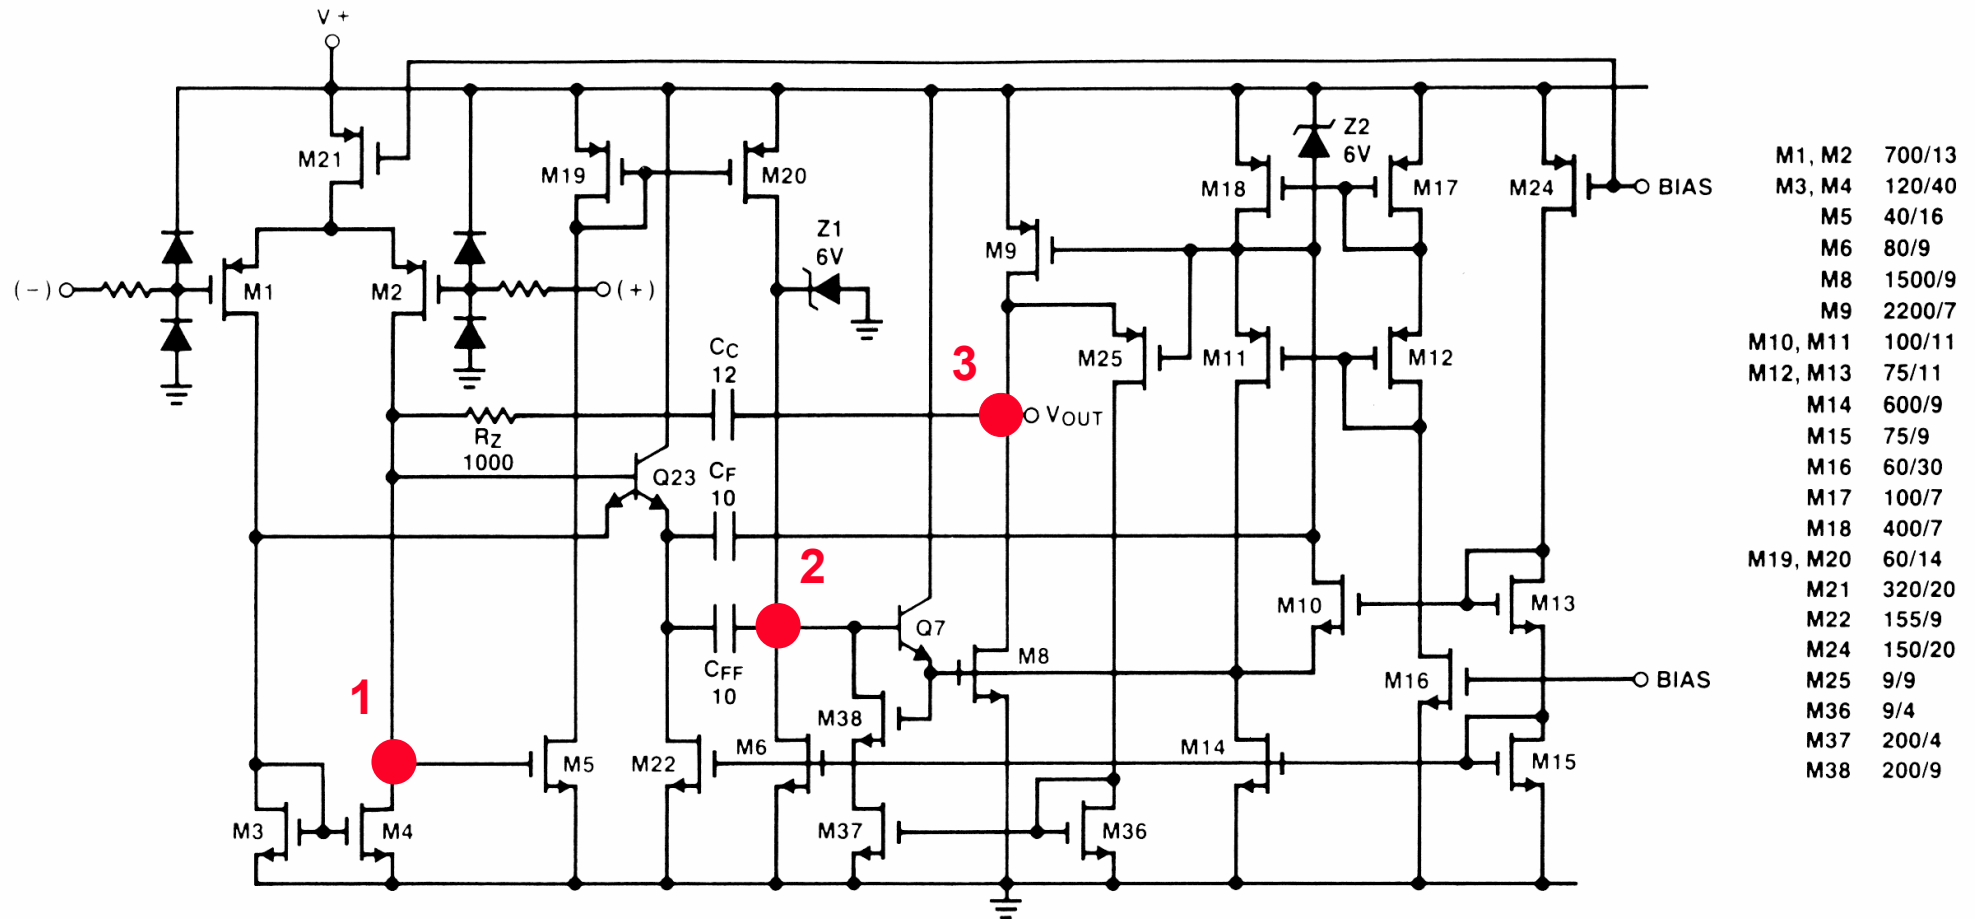 V +
M21
M19
M20
Z2
6V
M18
M17
M24
BIAS
Z1
6V
M9
(-)
M1
M2
(+)
CC
12
3
M25
M11
M12
VOUT
RZ
1000
CF
10
Q23
2
M10
M13
Q7
CFF
10
M8
M16
BIAS
1
M38
M5
M22
M6
M14
M15
M3
M4
M37
M36
M1, M2 700/13
M3, M4 120/40
M5 40/16
M6 80/9
M8 1500/9
M9 2200/7
M10, M11 100/11
M12, M13 75/11
M14 600/9
M15 75/9
M16 60/30
M17 100/7
M18 400/7
M19, M20 60/14
M21 320/20
M22 155/9
M24 150/20
M25 9/9
M36 9/4
M37 200/4
M38 200/9